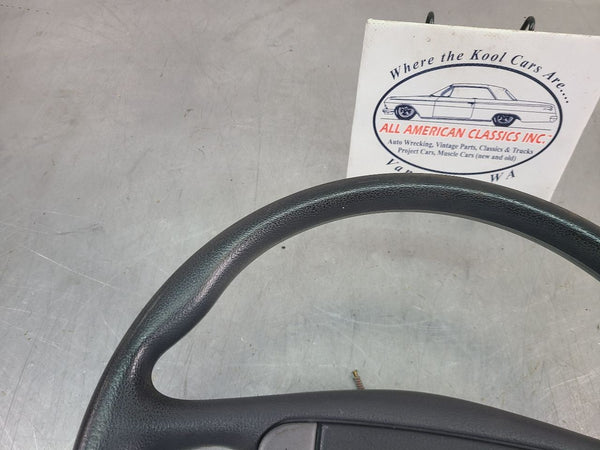 Where the Kool Cars Are....
ALL AMERICAN CLASSICS INC.
Auto Wrecking, Vintage Parts, Classics & Trucks
Project Cars, Muscle Cars (new and old)
WA